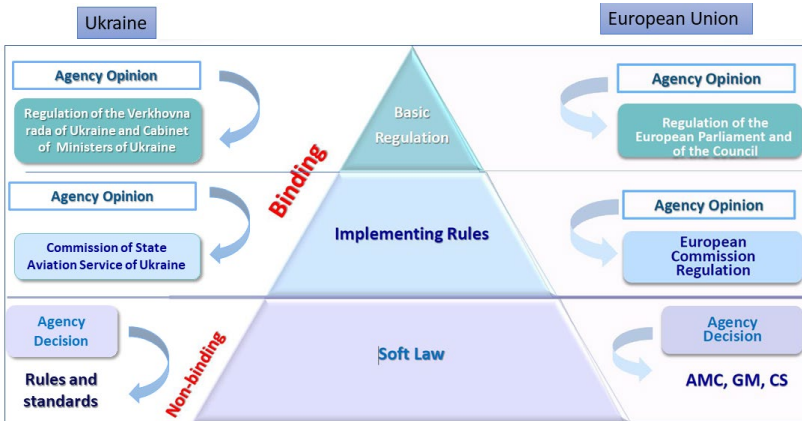 Ukraine
European Union
Agency Opinion
Regulation of the Verkhovna
rada of Ukraine and Cabinet
of Ministers of Ukraine
Basic
Regulation
Agency Opinion
Regulation of the
European Parliament and
of the Council
Binding
Agency Opinion
Commission of State
Aviation Service of Ukraine
Implementing Rules
Agency Opinion
European
Commission
Regulation
Agency
Decision
Rules and
standards
Non-binding
Soft Law
Agency
Decision
AMC, GM, CS